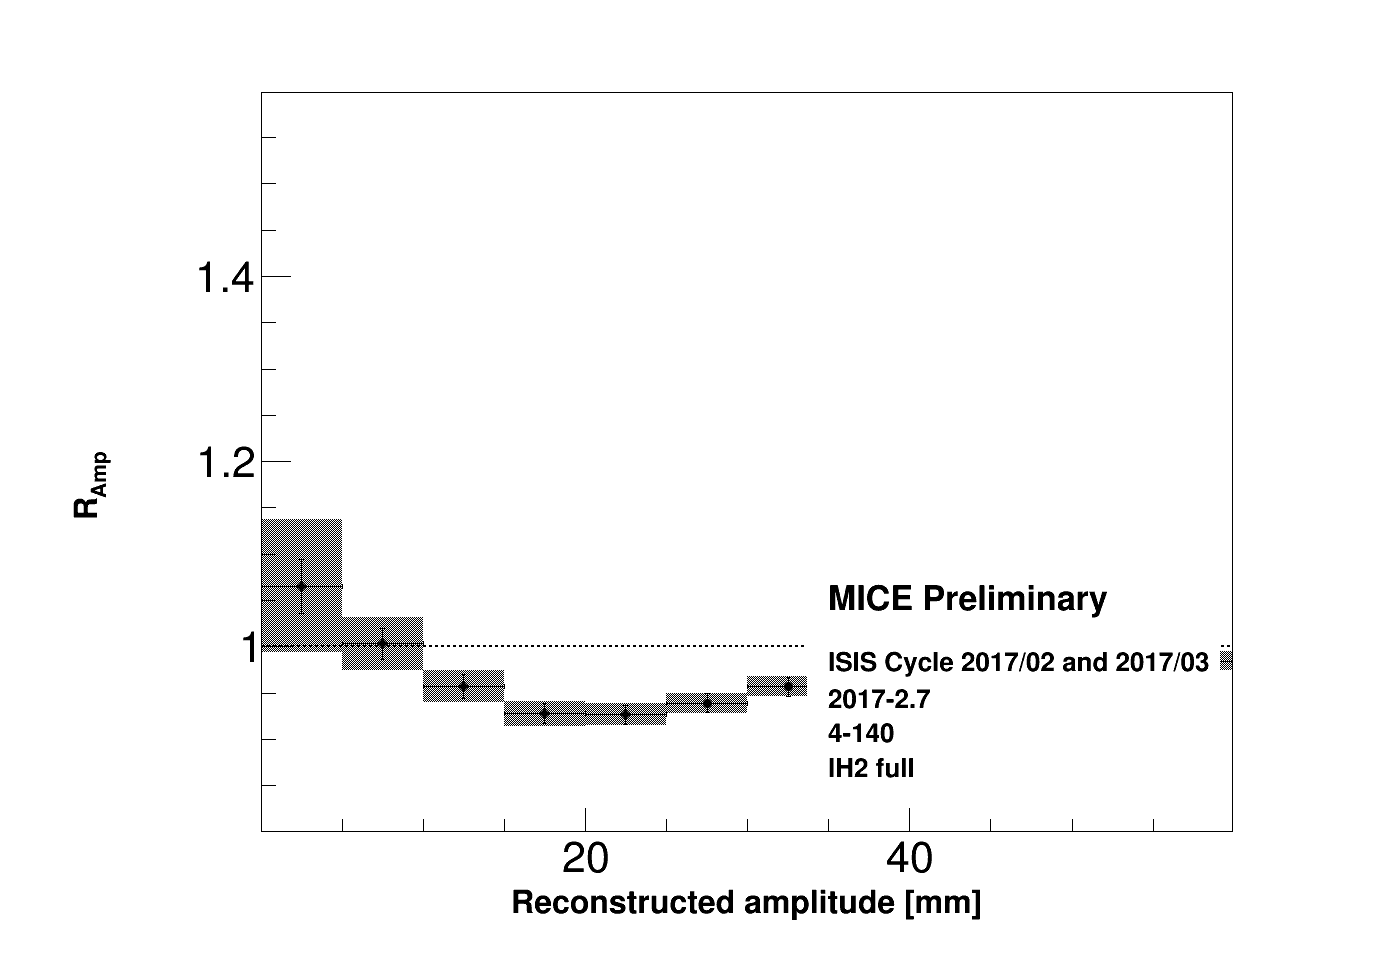 1.4
1.2
R_Amp
1
MICE Preliminary
ISIS Cycle 2017/02 and 2017/03
2017-2.7
4-140
IH2 full
20
40
Reconstructed amplitude [mm]